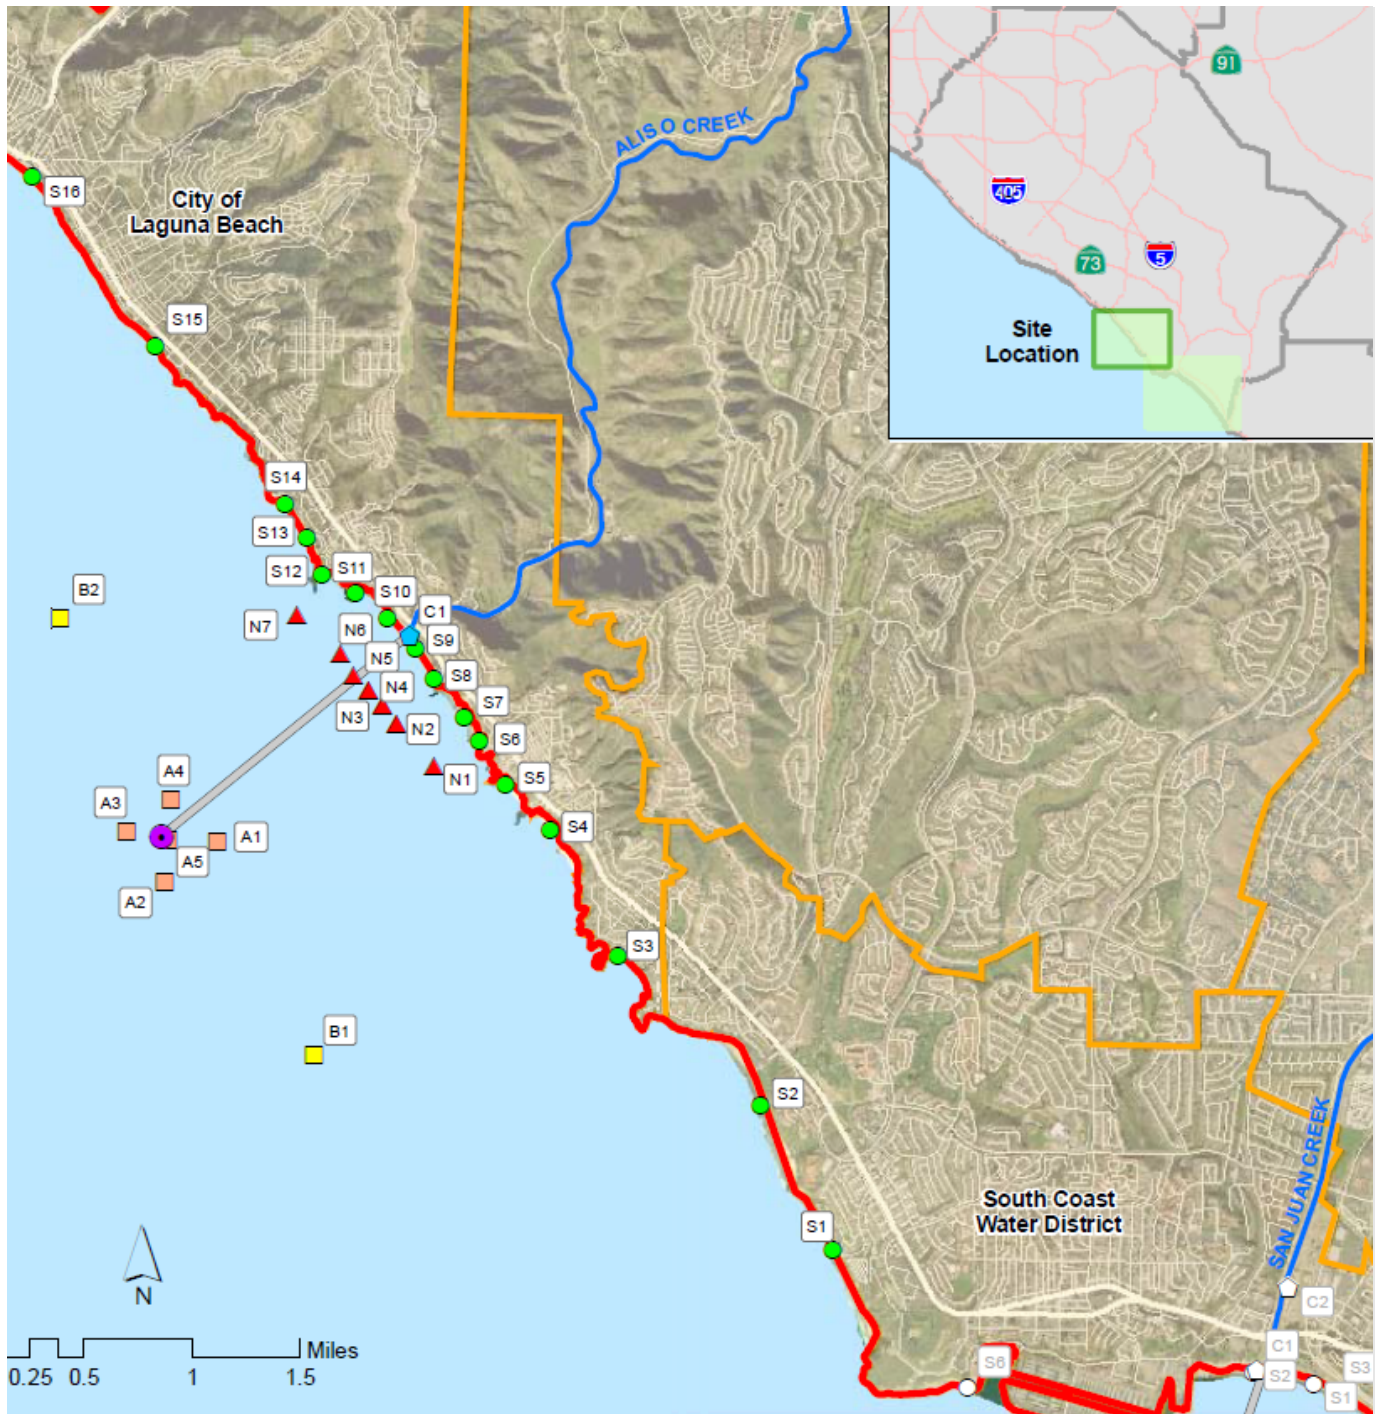 91
405
73
5
Site
Location
ALISO CREEK
City of
Laguna Beach
S16
S15
S14
S13
S12
S11
S10
C1
S9
S8
S7
S6
S5
S4
S3
S2
S1
B2
N7
N6
N5
N4
N3
N2
N1
A4
A3
A1
A5
A2
B1
South Coast
Water District
SAN JUAN CREEK
C2
C1
S6
S2
S3
S1
N
Miles
0.25 0.5 1 1.5